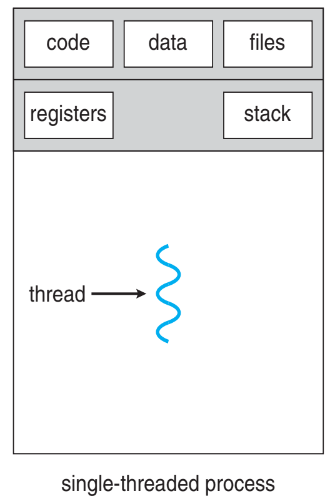 code data files
registers stack
thread
single-threaded process